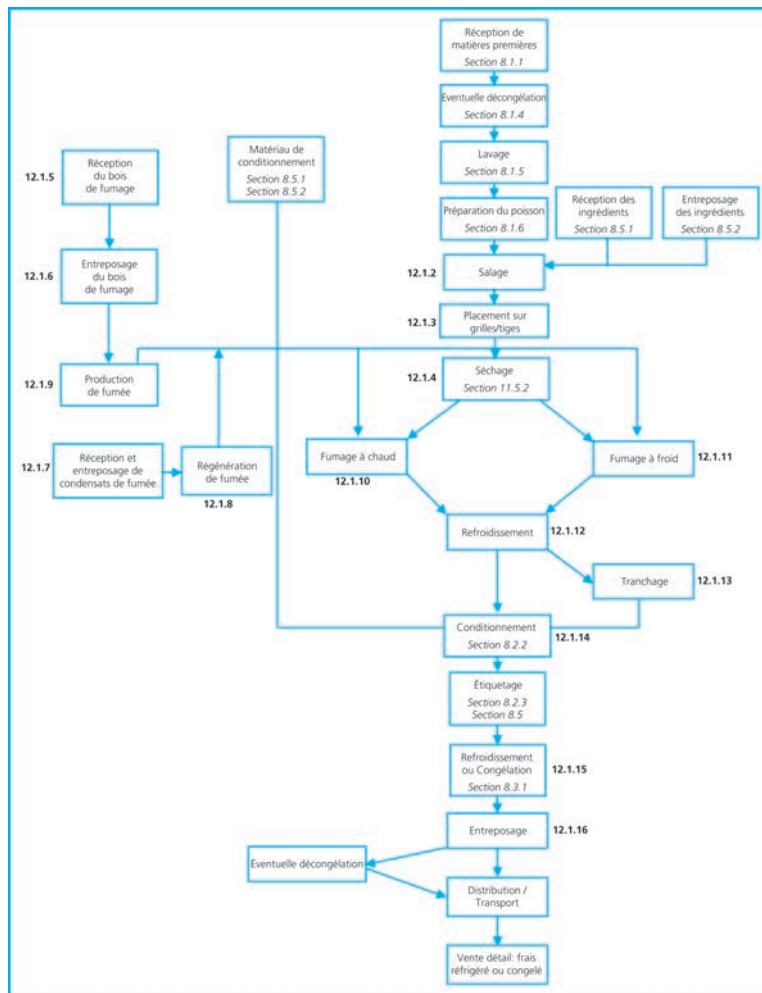 Réception de
matières premières
Section 8.1.1
Éventuelle décongélation
Section 8.1.4
Lavage
Section 8.1.5
Préparation du poisson
Section 8.1.6
Réception des
ingrédients
Section 8.5.1
Entreposage
des ingrédients
Section 8.5.2
Matériau de
conditionnement
Section 8.5.1
Section 8.5.2
12.1.5
Réception
du bois
de fumage
12.1.6
Entreposage
du bois
de fumage
12.1.2
Salage
12.1.3
Placement sur
grilles/tiges
12.1.9
Production
de fumée
12.1.4
Séchage
Section 11.5.2
12.1.7
Réception et
entreposage de
condensats de fumée
Régénération
de fumée
12.1.8
Fumage à chaud
12.1.10
Fumage à froid
12.1.11
Refroidissement
12.1.12
Tranchage
12.1.13
Conditionnement
Section 8.2.2
12.1.14
Étiquetage
Section 8.2.3
Section 8.5
Refroidissement
ou Congélation
Section 8.3.1
12.1.15
Entreposage
12.1.16
Éventuelle décongélation
Distribution /
Transport
Vente détail: frais
réfrigéré ou congelé